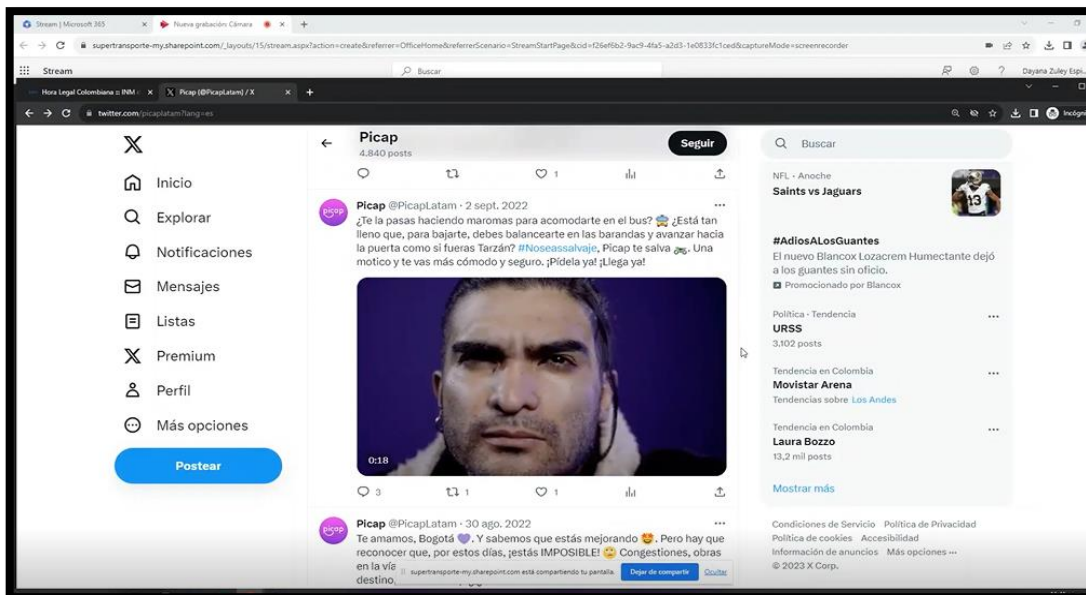 Stream | Microsoft 365
Nueva grabación: Cámara
supertransporte-my.sharepoint.com/_layouts/15/stream.aspx?action=create&referrer=OfficeHome&referrerScenario=StreamStartPage&cid=f26ef6b2-9ac9-4fa5-a2d3-1e0833fc1ced&captureMode=screenrecorder
Stream
Buscar
Dayana Zuley Espi...
Hora Legal Colombiana :: INM
Picap (@PicapLatam) / X
twitter.com/picaplatam?lang=es
Incógni
Inicio
Explorar
Notificaciones
Mensajes
Listas
Premium
Perfil
Más opciones
Postear
Picap
4.840 posts
Seguir
1
picap
Picap @PicapLatam · 2 sept. 2022
¿Te la pasas haciendo maromas para acomodarte en el bus? 🚖 ¿Está tan
lleno que, para bajarte, debes balancearte en las barandas y avanzar hacia
la puerta como si fueras Tarzán? #Noseassalvaje, Picap te salva 🏍. Una
motico y te vas más cómodo y seguro. ¡Pídela ya! ¡Llega ya!
0:18
3 1 1
picap
Picap @PicapLatam · 30 ago. 2022
Te amamos, Bogotá 💜. Y sabemos que estás mejorando 🤩. Pero hay que
reconocer que, por estos días, ¡estás IMPOSIBLE! 🙄 Congestiones, obras
en la vía
destino,
supertransporte-my.sharepoint.com está compartiendo tu pantalla.
Dejar de compartir
Ocultar
Buscar
NFL · Anoche
Saints vs Jaguars
13
#AdiosALosGuantes
El nuevo Blancox Lozacrem Humectante dejó
a los guantes sin oficio.
Promocionado por Blancox
Política · Tendencia
URSS
3.102 posts
Tendencia en Colombia
Movistar Arena
Tendencias sobre Los Andes
Tendencia en Colombia
Laura Bozzo
13,2 mil posts
Mostrar más
Condiciones de Servicio Política de Privacidad
Política de cookies Accesibilidad
Información de anuncios Más opciones ···
© 2023 X Corp.